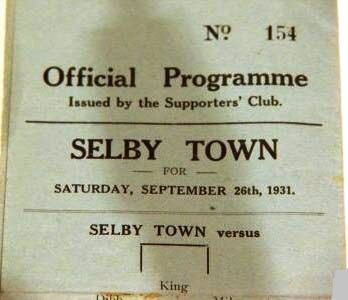 Nº 154
Official Programme
Issued by the Supporters' Club.
SELBY TOWN
— FOR —
SATURDAY, SEPTEMBER 26th, 1931.
SELBY TOWN versus
King